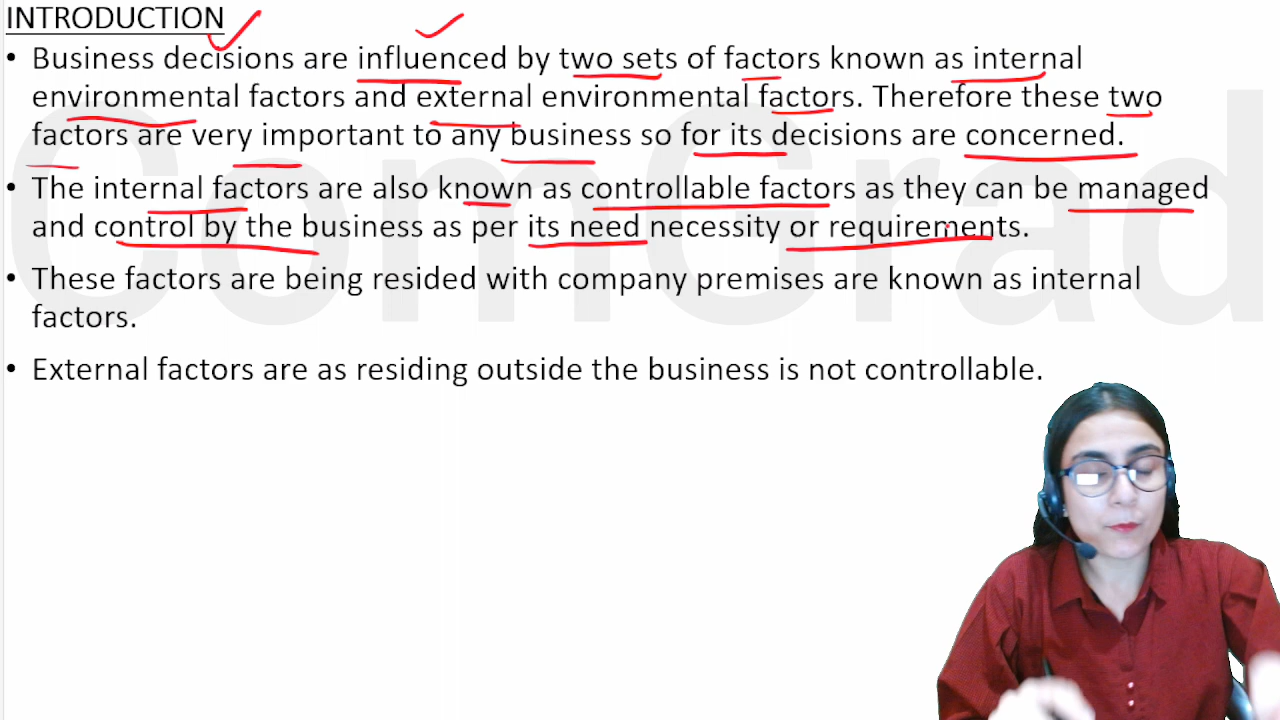 INTRODUCTION
• Business decisions are influenced by two sets of factors known as internal
environmental factors and external environmental factors. Therefore these two
factors are very important to any business so for its decisions are concerned.
• The internal factors are also known as controllable factors as they can be managed
and control by the business as per its need necessity or requirements.
• These factors are being resided with company premises are known as internal
factors.
• External factors are as residing outside the business is not controllable.
ComGrad